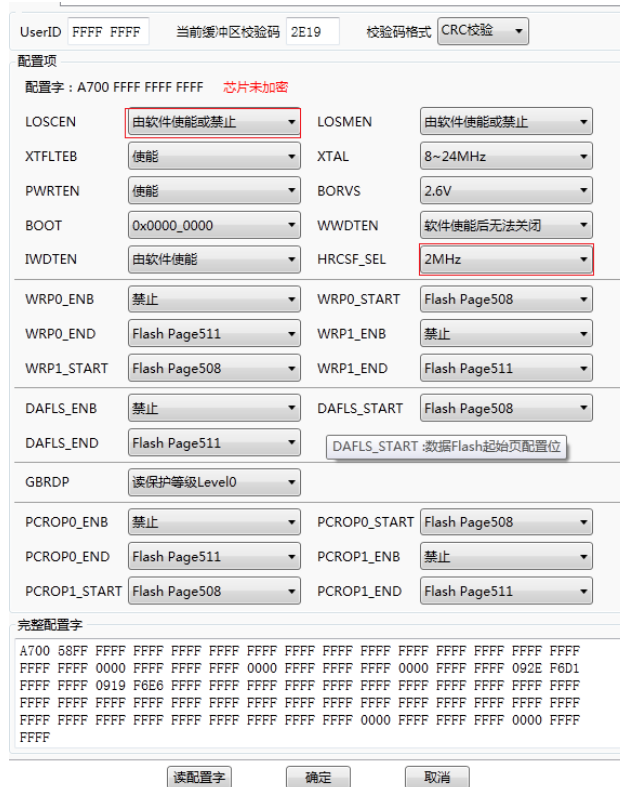 UserID FFFF FFFF 当前缓冲区校验码 2E19 校验码格式 CRC校验
配置项
配置字：A700 FFFF FFFF FFFF 芯片未加密
LOSCEN 由软件使能或禁止 LOSMEN 由软件使能或禁止
XTFLTEB 使能 XTAL 8~24MHz
PWRTEN 使能 BORVS 2.6V
BOOT 0x0000_0000 WWDTEN 软件使能后无法关闭
IWDTEN 由软件使能 HRCSF_SEL 2MHz
WRP0_ENB 禁止 WRP0_START Flash Page508
WRP0_END Flash Page511 WRP1_ENB 禁止
WRP1_START Flash Page508 WRP1_END Flash Page511
DAFLS_ENB 禁止 DAFLS_START Flash Page508
DAFLS_END Flash Page511 DAFLS_START :数据Flash起始页配置位
GBRDP 读保护等级Level0
PCROP0_ENB 禁止 PCROP0_START Flash Page508
PCROP0_END Flash Page511 PCROP1_ENB 禁止
PCROP1_START Flash Page508 PCROP1_END Flash Page511
完整配置字
A700 58FF FFFF FFFF FFFF FFFF FFFF FFFF FFFF FFFF FFFF FFFF FFFF FFFF FFFF
FFFF FFFF 0000 FFFF FFFF FFFF 0000 FFFF FFFF FFFF 0000 FFFF FFFF 092E F6D1
FFFF FFFF 0919 F6E6 FFFF FFFF FFFF FFFF FFFF FFFF FFFF FFFF FFFF FFFF FFFF
FFFF FFFF FFFF FFFF FFFF FFFF FFFF FFFF FFFF FFFF FFFF FFFF FFFF FFFF FFFF
FFFF FFFF FFFF FFFF FFFF FFFF FFFF FFFF FFFF 0000 FFFF FFFF FFFF 0000 FFFF
FFFF
读配置字 确定 取消